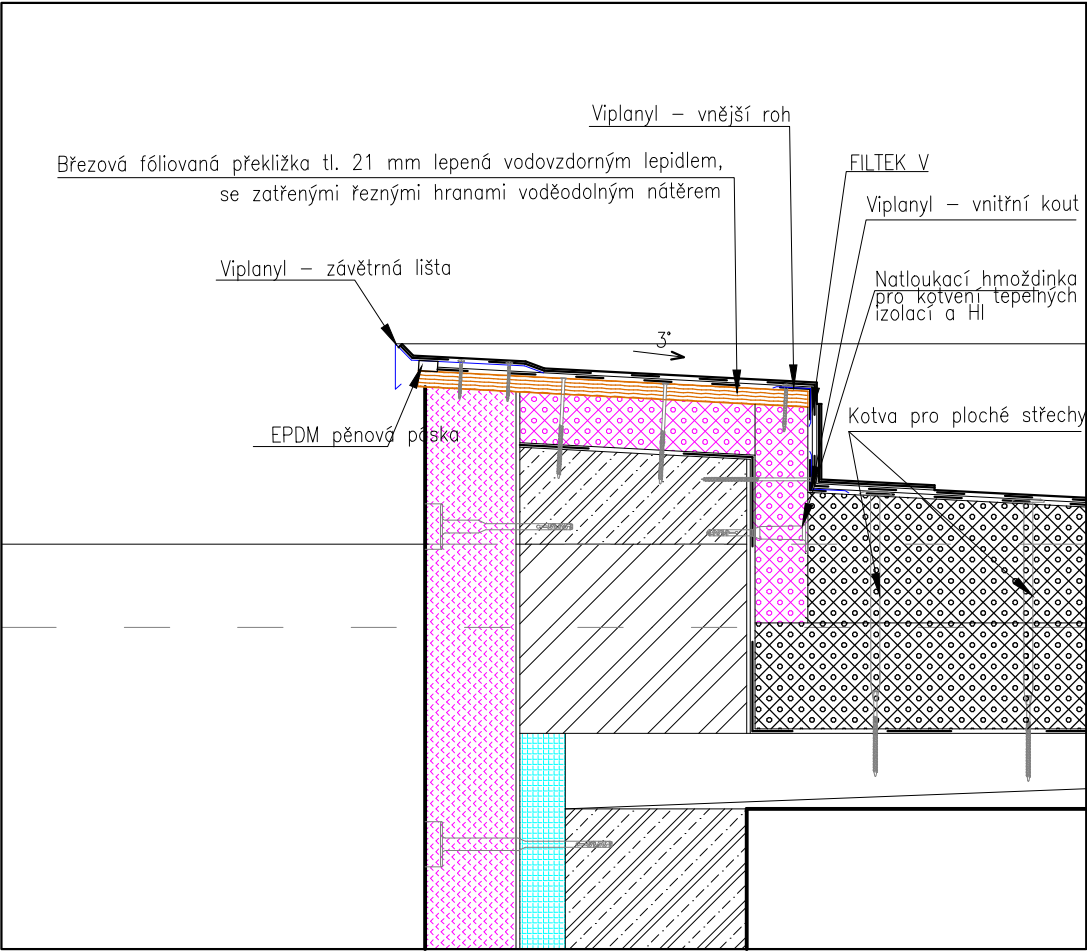 Viplanyl – vnější roh
Březová fóliovaná překližka tl. 21 mm lepená vodovzdorným lepidlem,
se zatřenými řeznými hranami voděodolným nátěrem
FILTEK V
Viplanyl – vnitřní kout
Viplanyl – závětrná lišta
Natloukací hmoždinka
pro kotvení tepelných
izolací a HI
3°
Kotva pro ploché střechy
EPDM pěnová páska